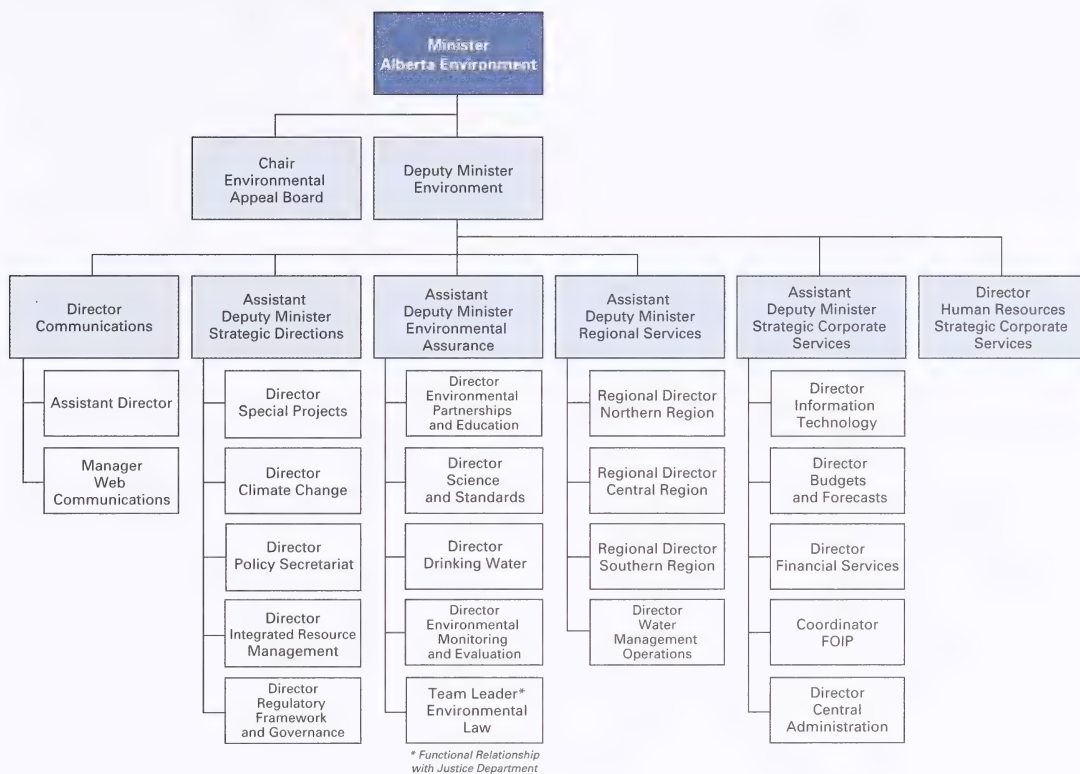 Minister
Alberta Environment
Chair
Environmental
Appeal Board
Deputy Minister
Environment
Director
Communications
Assistant
Deputy Minister
Strategic Directions
Assistant
Deputy Minister
Environmental
Assurance
Assistant
Deputy Minister
Regional Services
Assistant
Deputy Minister
Strategic Corporate
Services
Director
Human Resources
Strategic Corporate
Services
Assistant Director
Manager
Web
Communications
Director
Special Projects
Director
Climate Change
Director
Policy Secretariat
Director
Integrated Resource
Management
Director
Regulatory
Framework
and Governance
Director
Environmental
Partnerships
and Education
Director
Science
and Standards
Director
Drinking Water
Director
Environmental
Monitoring
and Evaluation
Team Leader*
Environmental
Law
* Functional Relationship
with Justice Department
Regional Director
Northern Region
Regional Director
Central Region
Regional Director
Southern Region
Director
Water
Management
Operations
Director
Information
Technology
Director
Budgets
and Forecasts
Director
Financial Services
Coordinator
FOIP
Director
Central
Administration